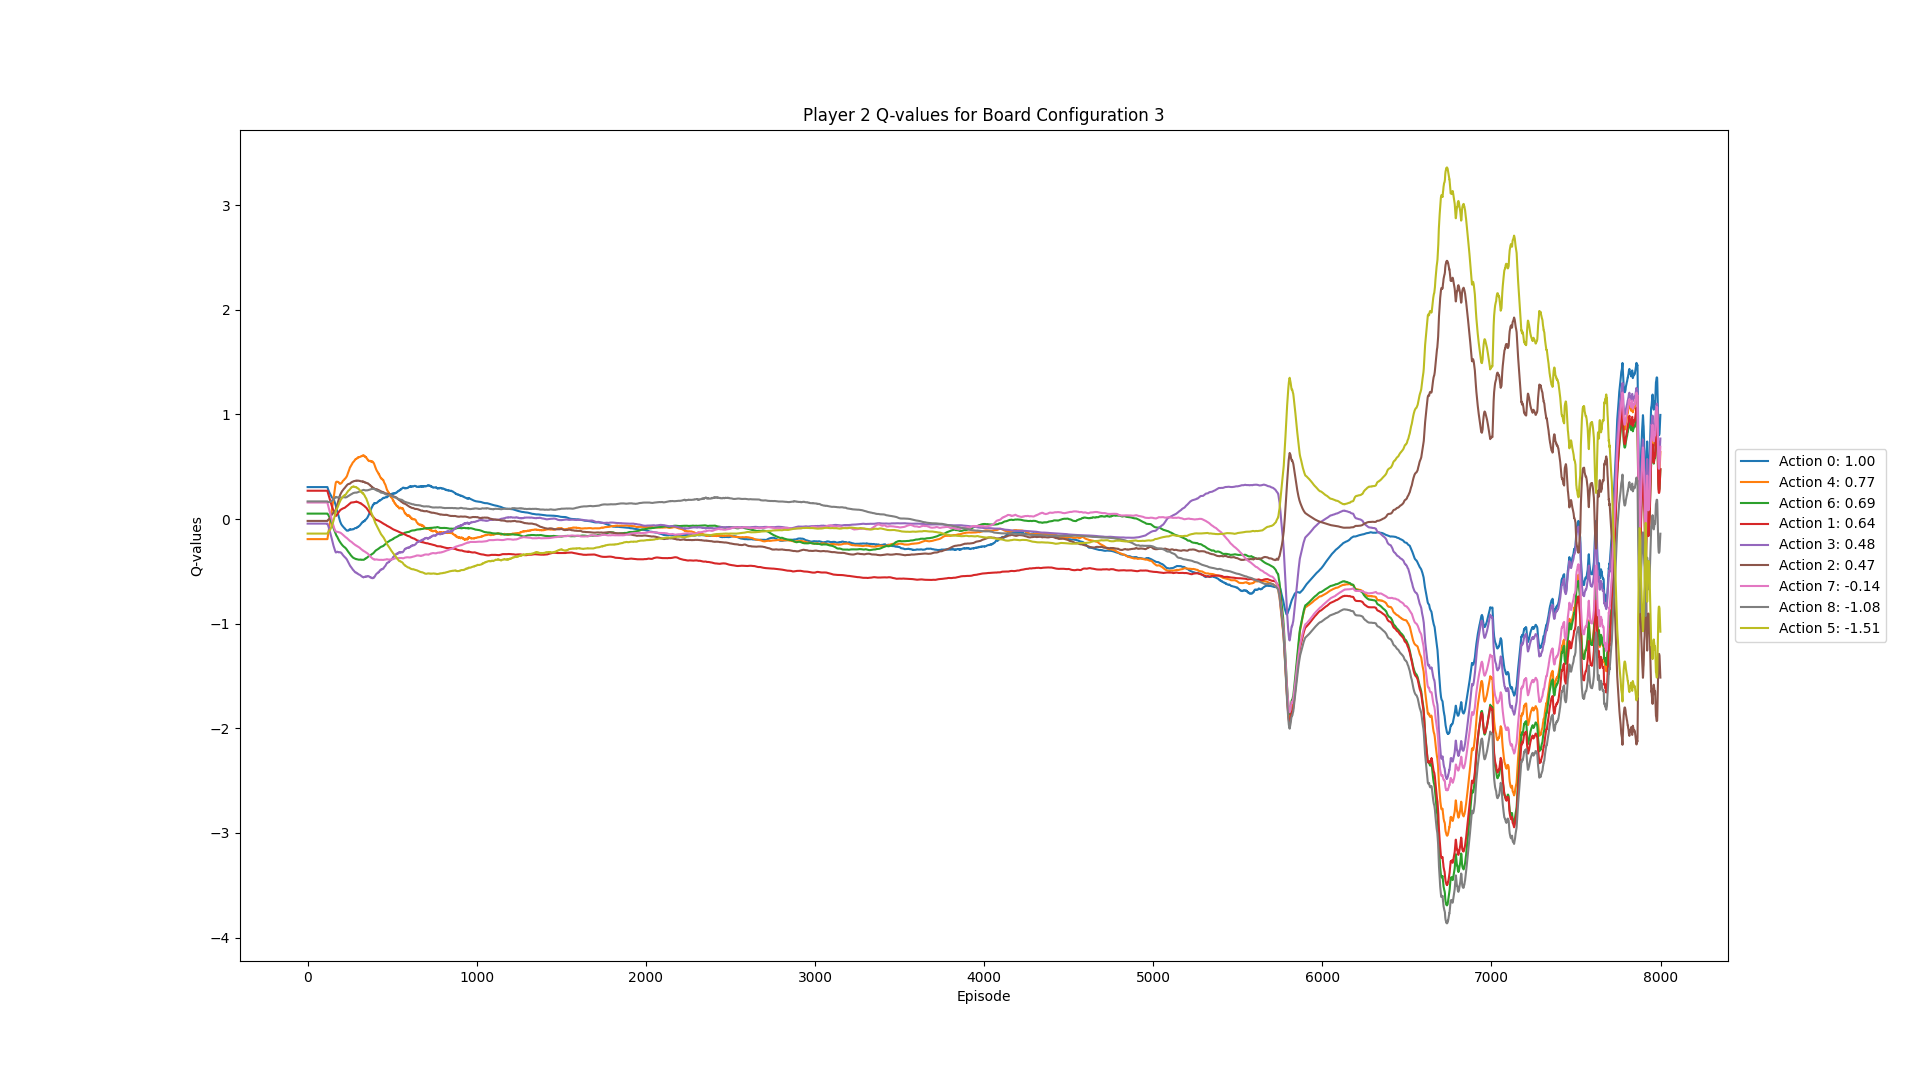 Player 2 Q-values for Board Configuration 3
Q-values
3
2
1
0
−1
−2
−3
−4
0 1000 2000 3000 4000 5000 6000 7000 8000
Episode
Action 0: 1.00
Action 4: 0.77
Action 6: 0.69
Action 1: 0.64
Action 3: 0.48
Action 2: 0.47
Action 7: -0.14
Action 8: -1.08
Action 5: -1.51